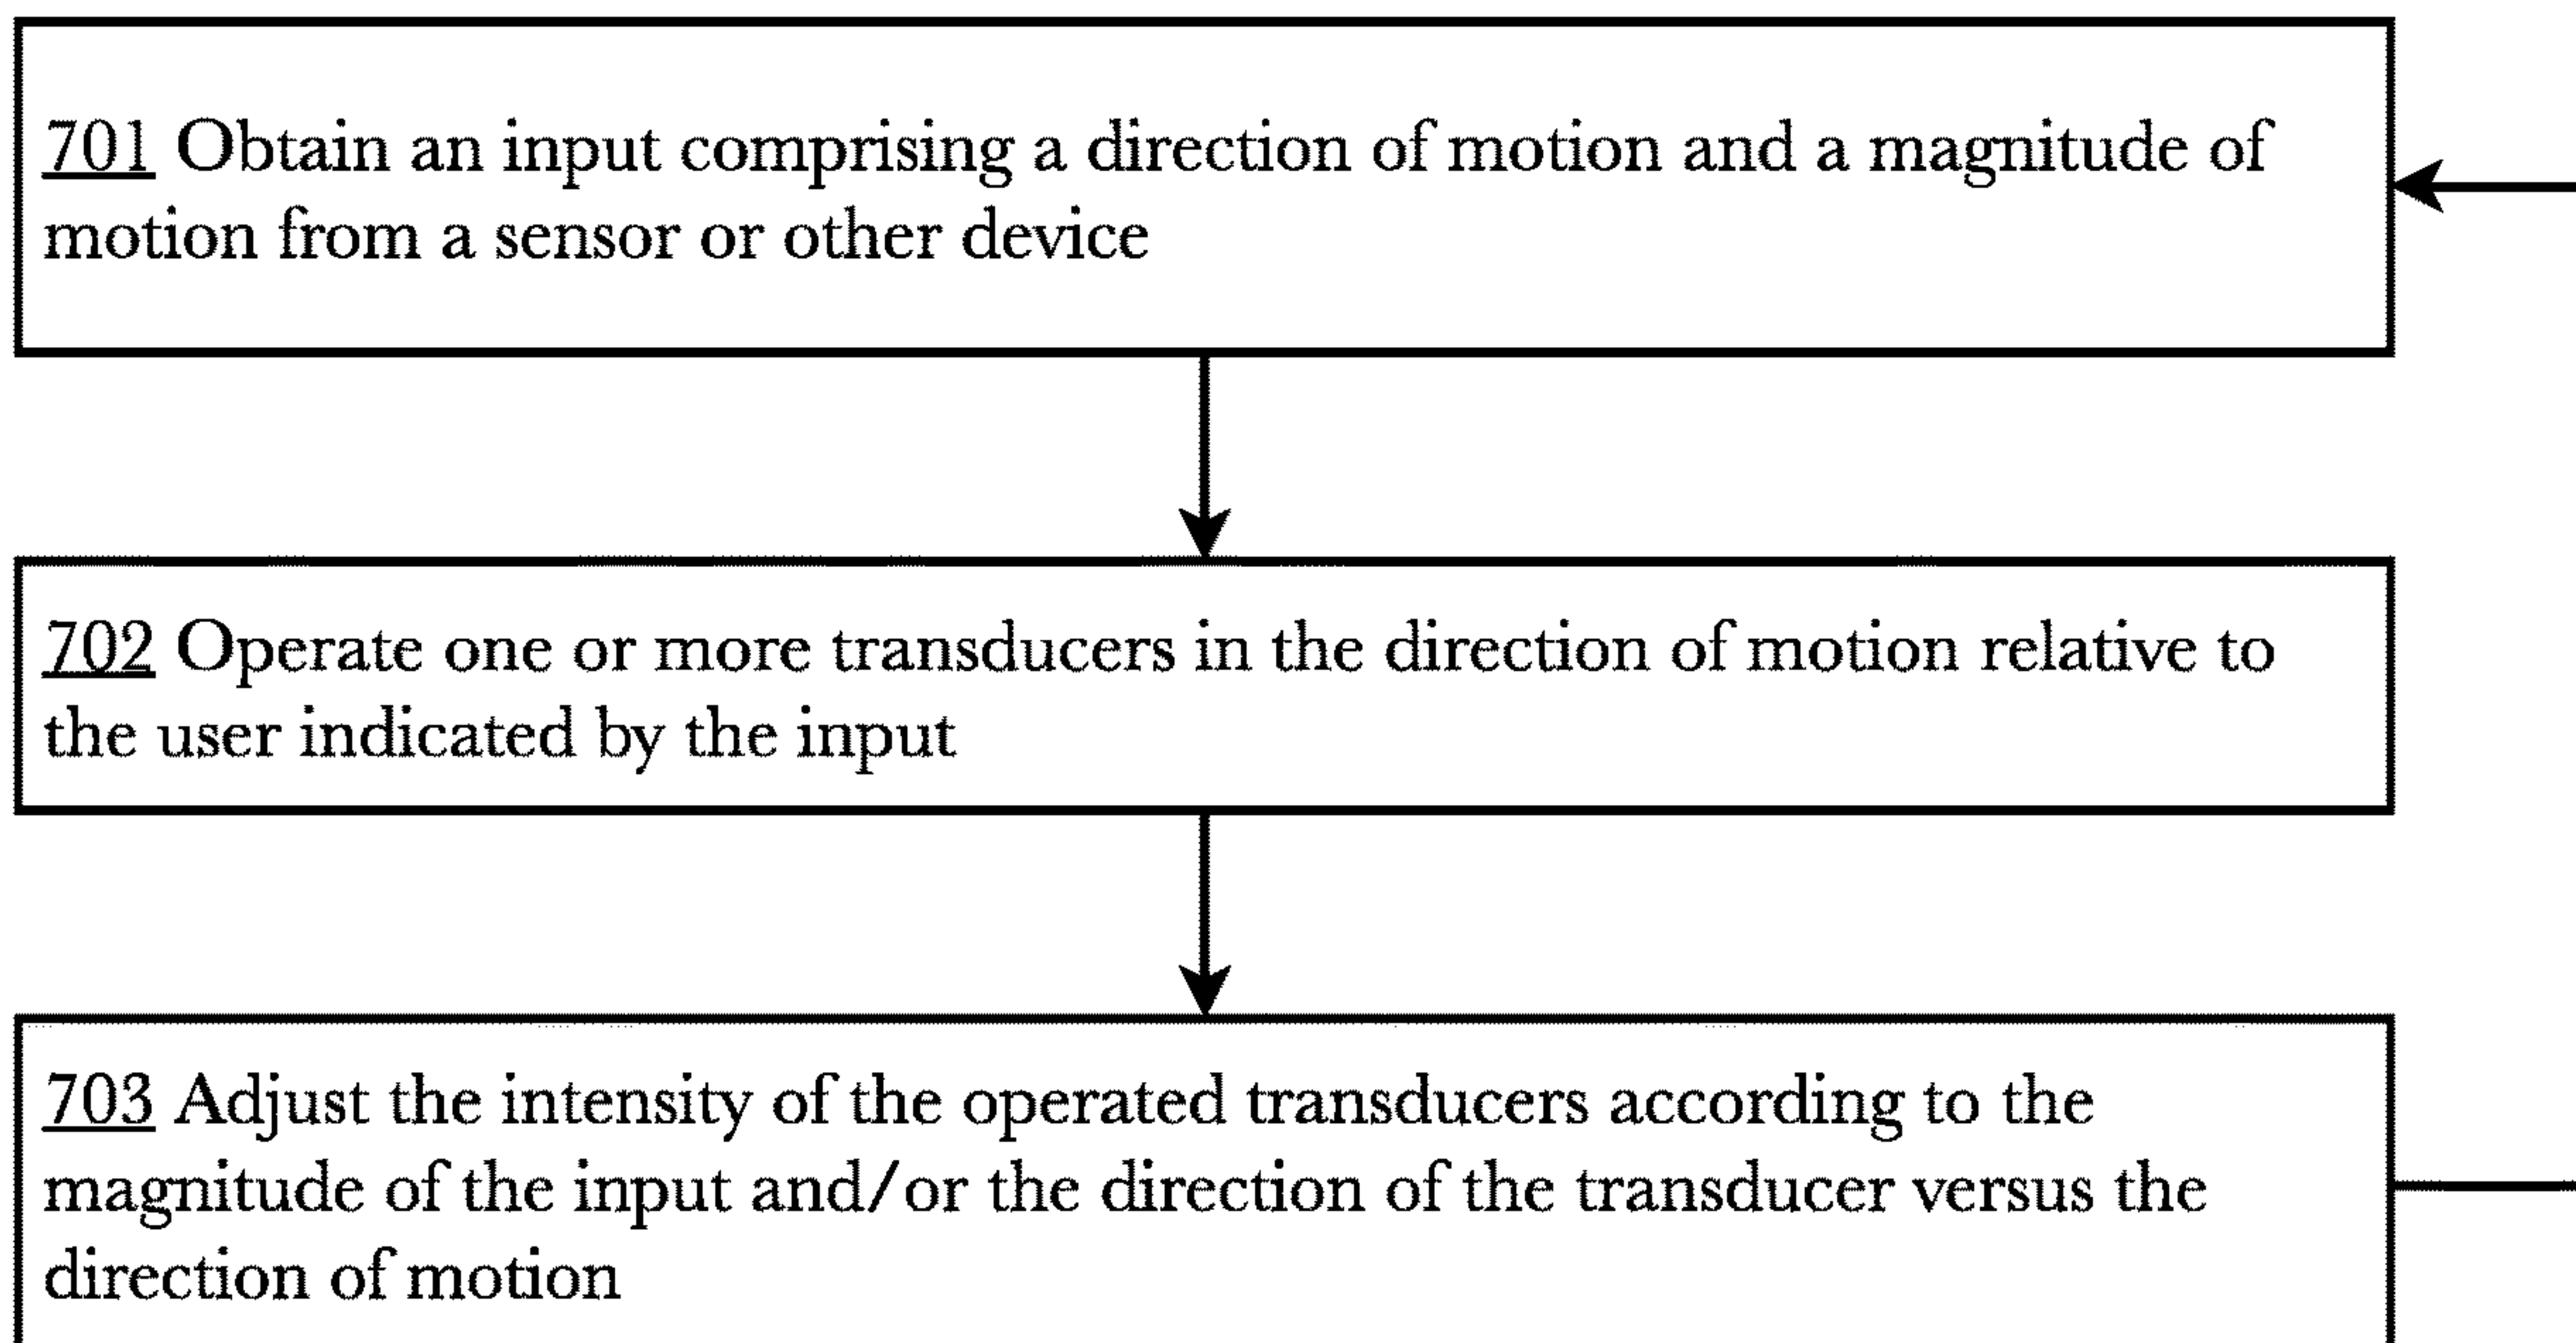 701 Obtain an input comprising a direction of motion and a magnitude of
motion from a sensor or other device
702 Operate one or more transducers in the direction of motion relative to
the user indicated by the input
703 Adjust the intensity of the operated transducers according to the
magnitude of the input and/or the direction of the transducer versus the
direction of motion